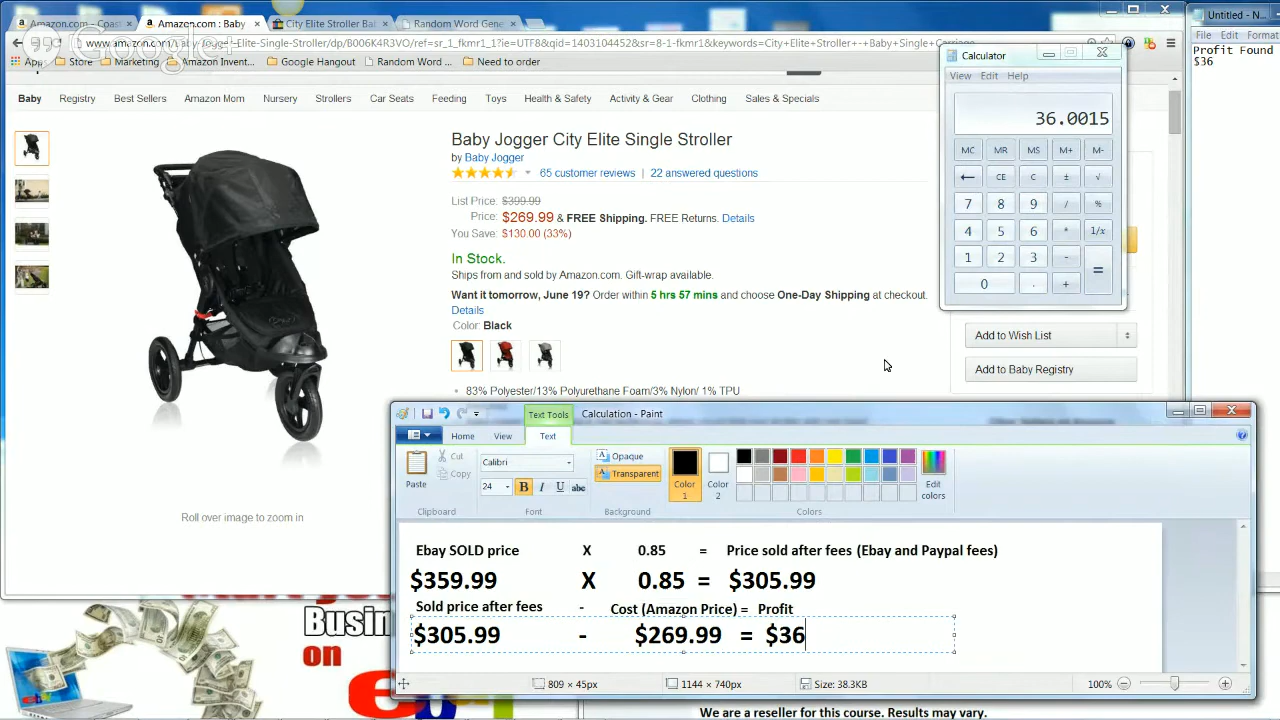 Amazon.com - Coast
Amazon.com : Baby
City Elite Stroller Bab
Random Word Gene
Untitled - Notepad
File Edit Format
Profit Found
$36
Google+
Apps
Store
Marketing
Amazon Invent
Google Hangou
Random Word ...
Need to Order
Baby
Registry
Best Sellers
Amazon Mom
Nursery
Strollers
Car Seats
Feeding
Toys
Health & Safety
Activity & Gear
Clothing
Sales & Specials
Baby Jogger City Elite Single Stroller
by Baby Jogger
65 customer reviews | 22 answered questions
List Price: $399.99
Price: $269.99 & FREE Shipping. FREE Returns. Details
You Save: $130.00 (33%)
In Stock.
Ships from and sold by Amazon.com. Gift-wrap available.
Want it tomorrow, June 19? Order within 5 hrs 57 mins and choose One-Day Shipping at checkout.
Details
Color: Black
83% Polyester/13% Polyurethane Foam/3% Nylon/ 1% TPU
Roll over image to zoom in
Add to Wish List
Add to Baby Registry
Calculator
View Edit Help
36.0015
MC MR MS M+ M-
← CE C ± √
7 8 9 / %
4 5 6 * 1/x
1 2 3 - =
0 . +
Text Tools
Calculation - Paint
Home View Text
Paste
Cut
Copy
Clipboard
Calibri
24 B I U abc
Font
Opaque
Transparent
Background
Color 1
Color 2
Colors
Edit colors
Ebay SOLD price X 0.85 = Price sold after fees (Ebay and Paypal fees)
$359.99 X 0.85 = $305.99
Sold price after fees - Cost (Amazon Price) = Profit
$305.99 - $269.99 = $36
809 × 45px
1144 × 740px
Size: 38.3KB
100%
Busin
on
We are a reseller for this course. Results may vary.